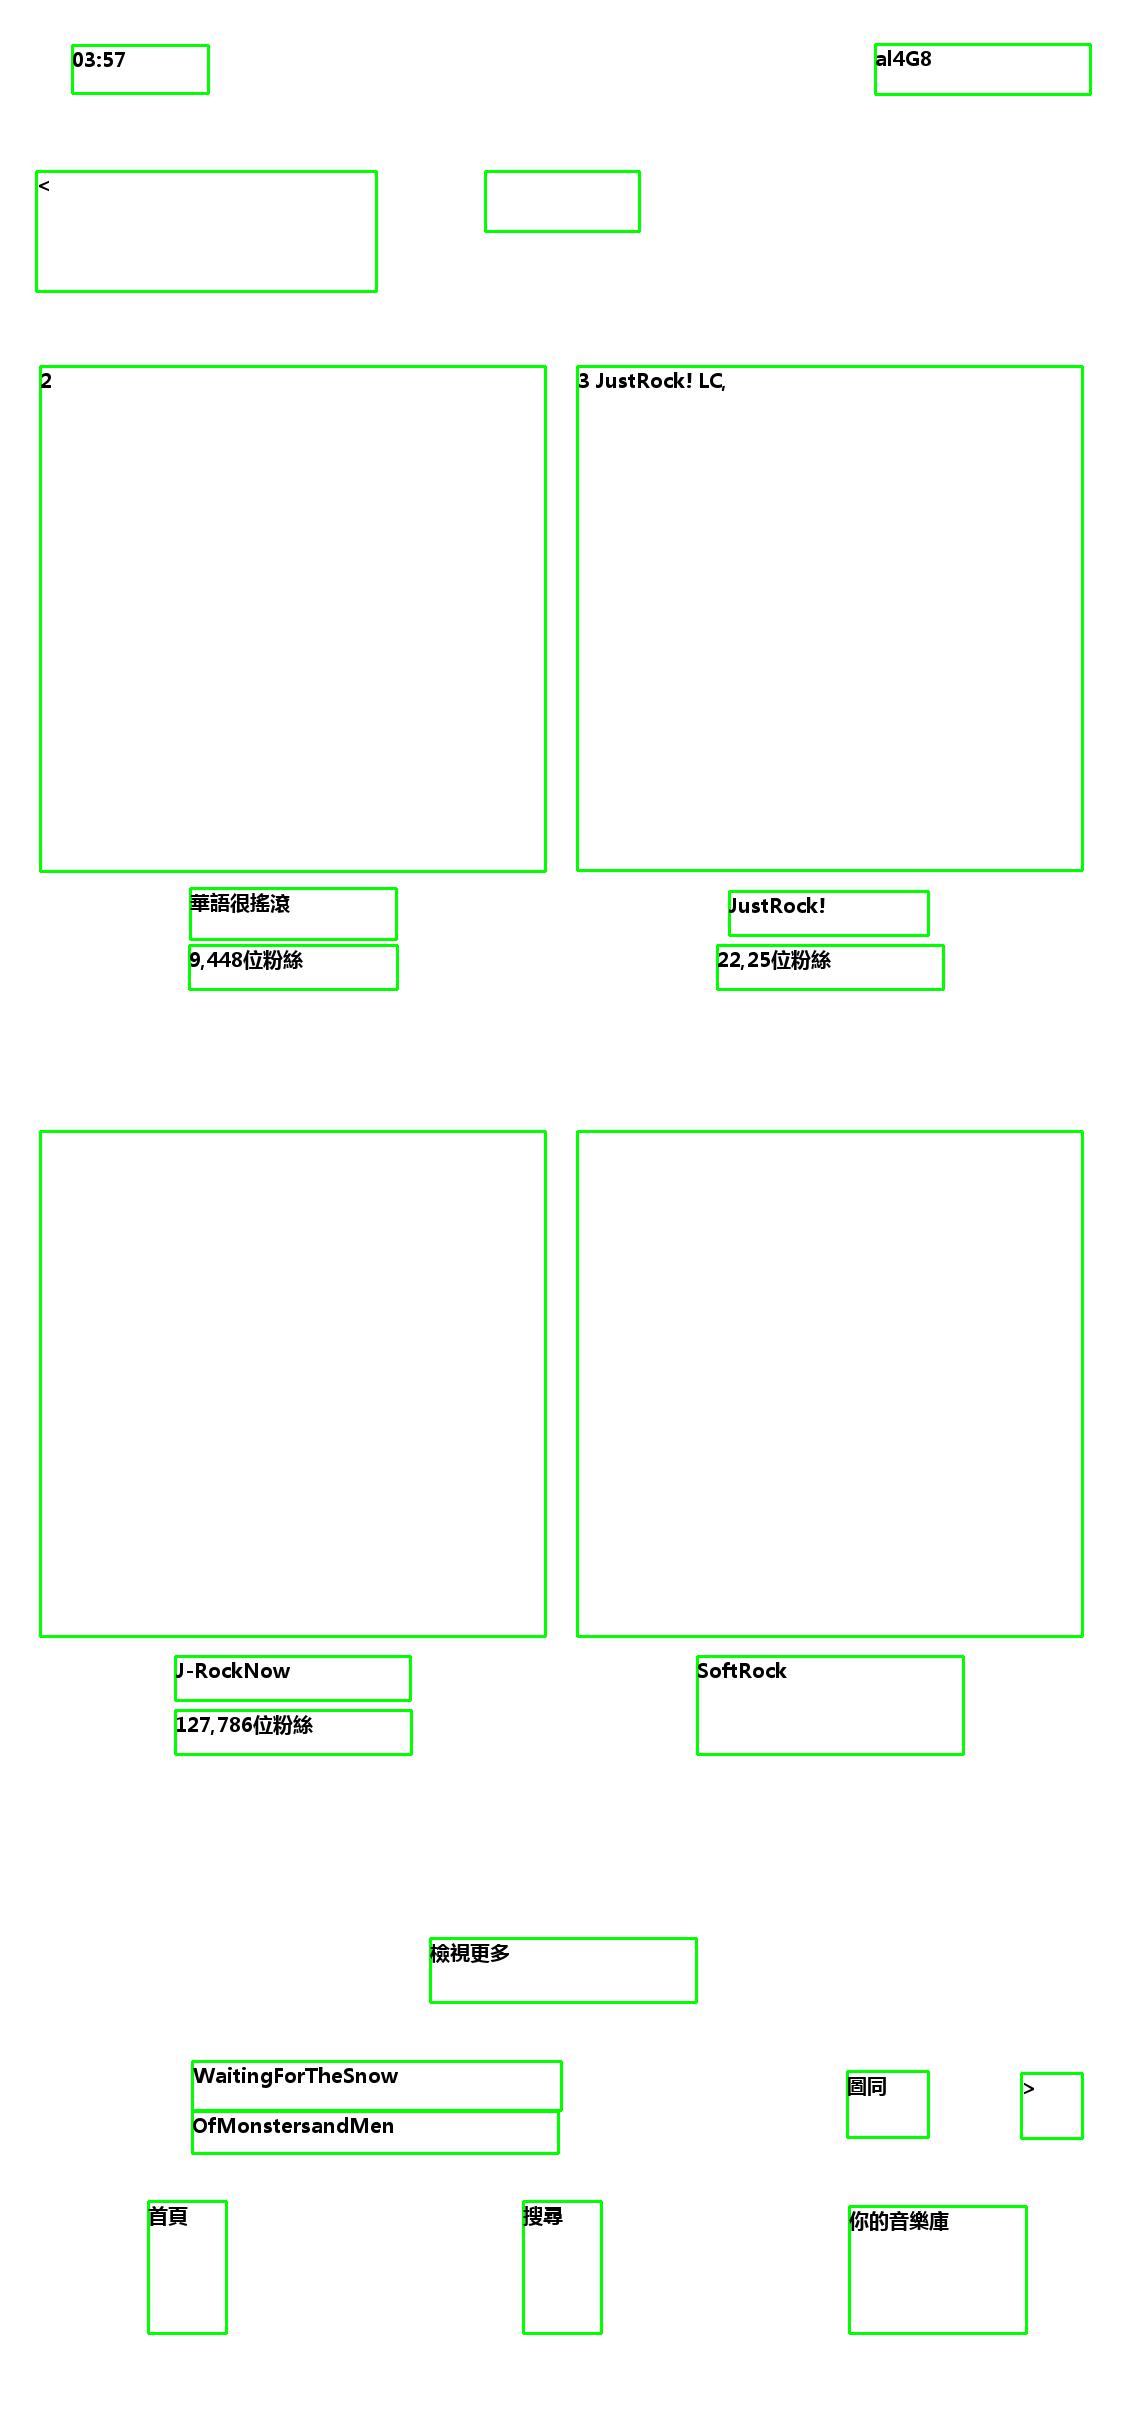 03:57
al4G8
<
2
3 JustRock! LC,
華語很搖滾
JustRock!
9,448位粉絲
22,25位粉絲
J-RockNow
SoftRock
127,786位粉絲
檢視更多
WaitingForTheSnow
OfMonstersandMen
圖同
>
首頁
搜尋
你的音樂庫